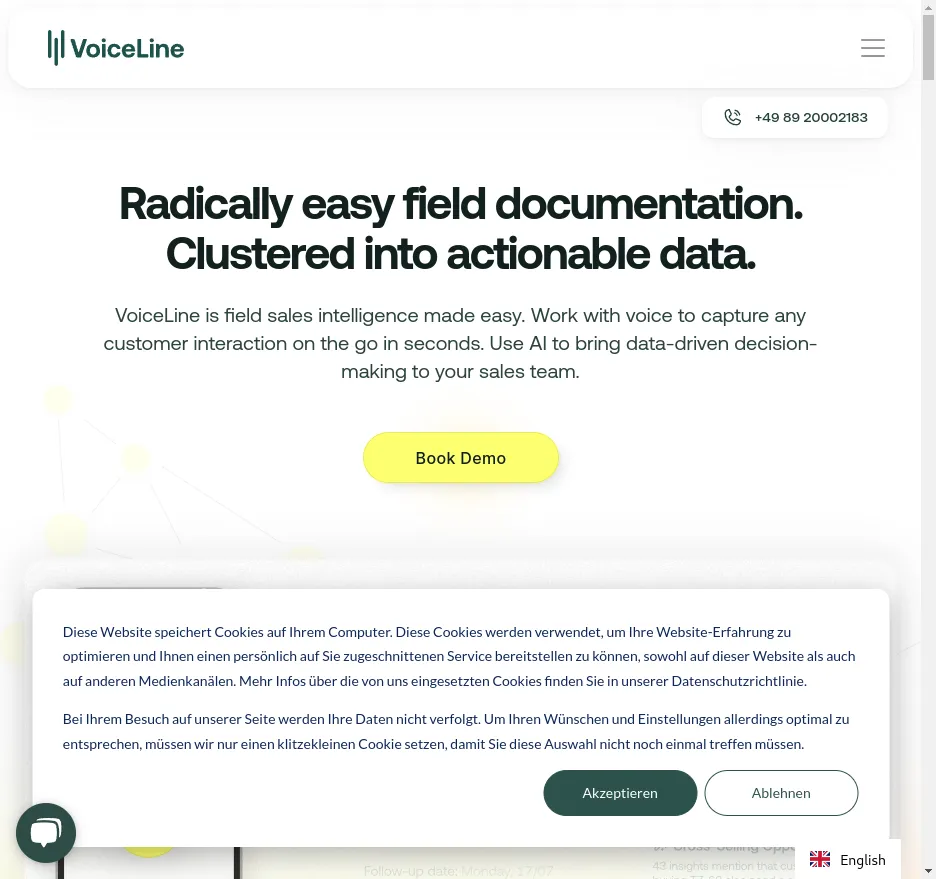 VoiceLine
+49 89 20002183
Radically easy field documentation.
Clustered into actionable data.
VoiceLine is field sales intelligence made easy. Work with voice to capture any
customer interaction on the go in seconds. Use AI to bring data-driven decision-
making to your sales team.
Book Demo
Diese Website speichert Cookies auf Ihrem Computer. Diese Cookies werden verwendet, um Ihre Website-Erfahrung zu
optimieren und Ihnen einen persönlich auf Sie zugeschnittenen Service bereitstellen zu können, sowohl auf dieser Website als auch
auf anderen Medienkanälen. Mehr Infos über die von uns eingesetzten Cookies finden Sie in unserer Datenschutzrichtlinie.
Bei Ihrem Besuch auf unserer Seite werden Ihre Daten nicht verfolgt. Um Ihren Wünschen und Einstellungen allerdings optimal zu
entsprechen, müssen wir nur einen klitzekleinen Cookie setzen, damit Sie diese Auswahl nicht noch einmal treffen müssen.
Akzeptieren
Ablehnen
43 insights mention that
Follow-up date: Monday, 17/07
English